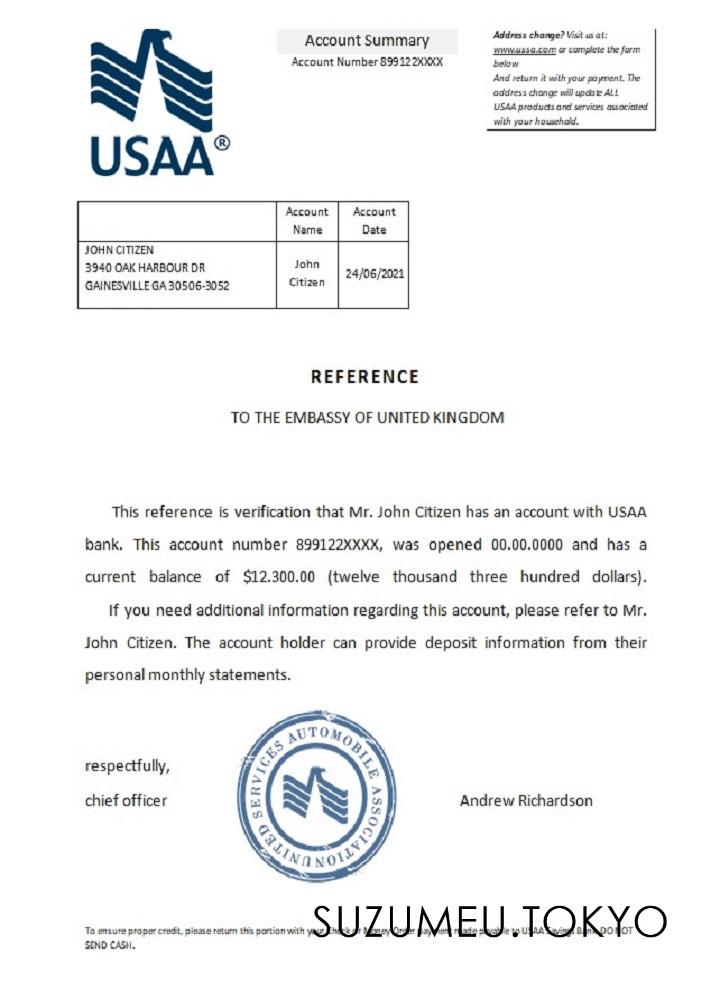 Account Summary
Account Number 899122XXXX
Address change? Visit us at:
www.ussa.com or complete the form
below
And return it with your payment. The
address change will update ALL
USAA products and services associated
with your household.
USAA®
Account
Name
Account
Date
JOHN CITIZEN
3940 OAK HARBOUR DR
GAINESVILLE GA 30506-3052
John
Citizen
24/06/2021
REFERENCE
TO THE EMBASSY OF UNITED KINGDOM
This reference is verification that Mr. John Citizen has an account with USAA
bank. This account number 899122XXXX, was opened 00.00.0000 and has a
current balance of $12.300.00 (twelve thousand three hundred dollars).
If you need additional information regarding this account, please refer to Mr.
John Citizen. The account holder can provide deposit information from their
personal monthly statements.
respectfully,
chief officer
UNITED SERVICES AUTOMOBILE ASSOCIATION
Andrew Richardson
SUZUMEU.TOKYO
To ensure proper credit, please return this portion with your Check or Money Order payment made payable to USAA Savings Bank DO NOT
SEND CASH.